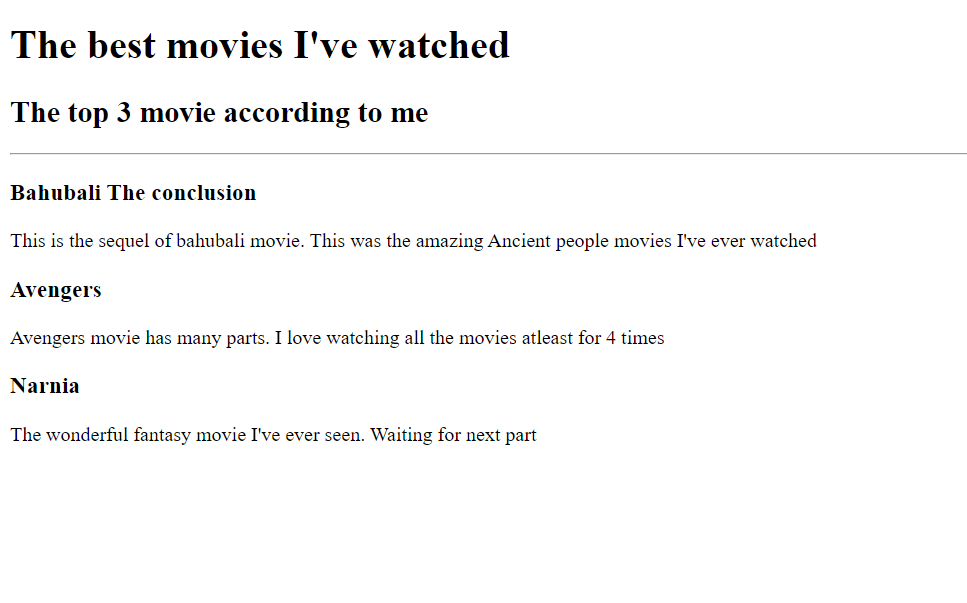 The best movies I've watched
The top 3 movie according to me
Bahubali The conclusion
This is the sequel of bahubali movie. This was the amazing Ancient people movies I've ever watched
Avengers
Avengers movie has many parts. I love watching all the movies atleast for 4 times
Narnia
The wonderful fantasy movie I've ever seen. Waiting for next part